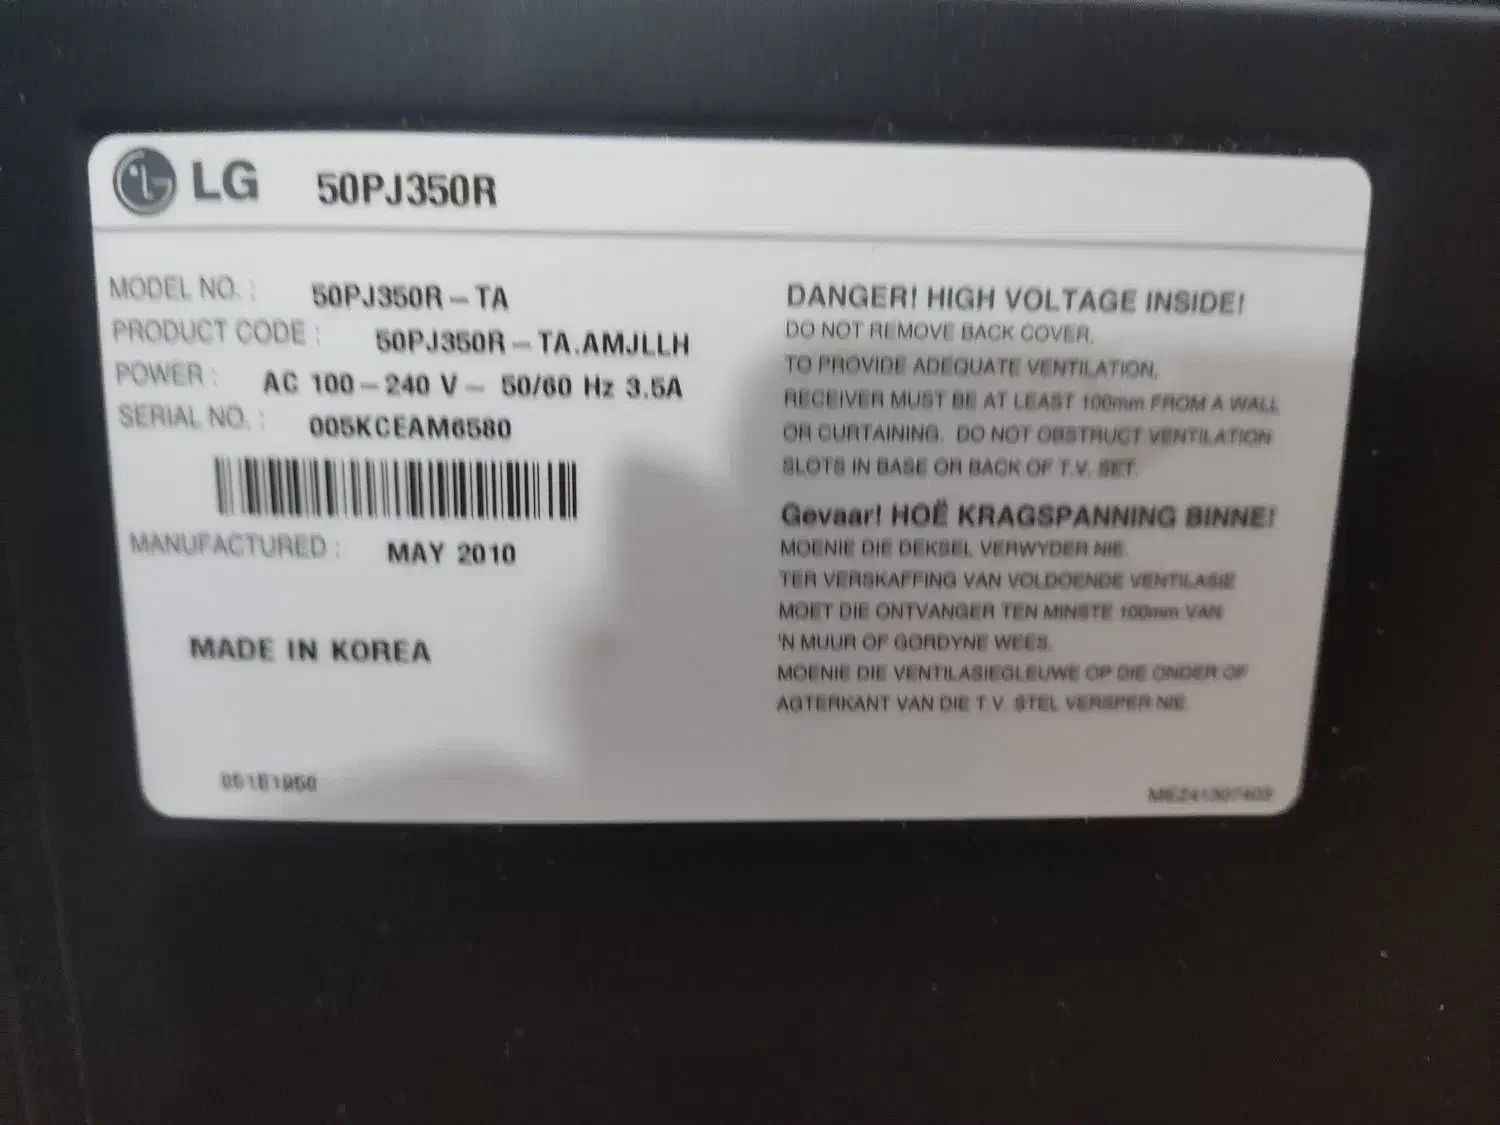 LG 50PJ350R
MODEL NO. : 50PJ350R-TA
PRODUCT CODE : 50PJ350R-TA.AMJLLH
POWER : AC 100-240 V~ 50/60 Hz 3.5A
SERIAL NO. : 005KCEAM6580
MANUFACTURED : MAY 2010
MADE IN KOREA
DANGER! HIGH VOLTAGE INSIDE!
DO NOT REMOVE BACK COVER.
TO PROVIDE ADEQUATE VENTILATION,
RECEIVER MUST BE AT LEAST 100mm FROM A WALL
OR CURTAINING. DO NOT OBSTRUCT VENTILATION
SLOTS IN BASE OR BACK OF T.V. SET.
Gevaar! HOË KRAGSPANNING BINNE!
MOENIE DIE DEKSEL VERWYDER NIE.
TER VERSKAFFING VAN VOLDOENDE VENTILASIE
MOET DIE ONTVANGER TEN MINSTE 100mm VAN
'N MUUR OF GORDYNE WEES.
MOENIE DIE VENTILASIEGLEUWE OP DIE ONDER OF
AGTERKANT VAN DIE T.V STEL VERSPER NIE.